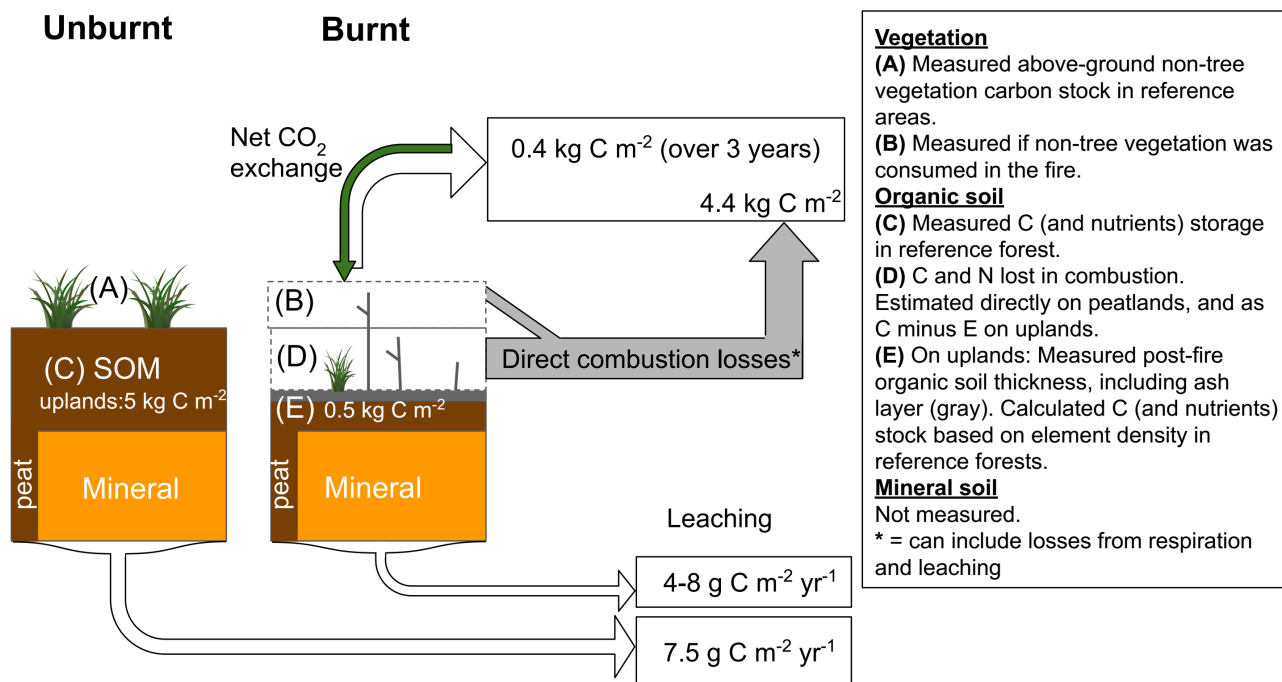 Unburnt
Burnt
Net CO₂
exchange
0.4 kg C m⁻² (over 3 years)
4.4 kg C m⁻²
(A)
(B)
(C) SOM
uplands:5 kg C m⁻²
(D)
Direct combustion losses*
(E) 0.5 kg C m⁻²
peat
Mineral
peat
Mineral
Leaching
4-8 g C m⁻² yr⁻¹
7.5 g C m⁻² yr⁻¹
Vegetation
(A) Measured above-ground non-tree
vegetation carbon stock in reference
areas.
(B) Measured if non-tree vegetation was
consumed in the fire.
Organic soil
(C) Measured C (and nutrients) storage
in reference forest.
(D) C and N lost in combustion.
Estimated directly on peatlands, and as
C minus E on uplands.
(E) On uplands: Measured post-fire
organic soil thickness, including ash
layer (gray). Calculated C (and nutrients)
stock based on element density in
reference forests.
Mineral soil
Not measured.
* = can include losses from respiration
and leaching